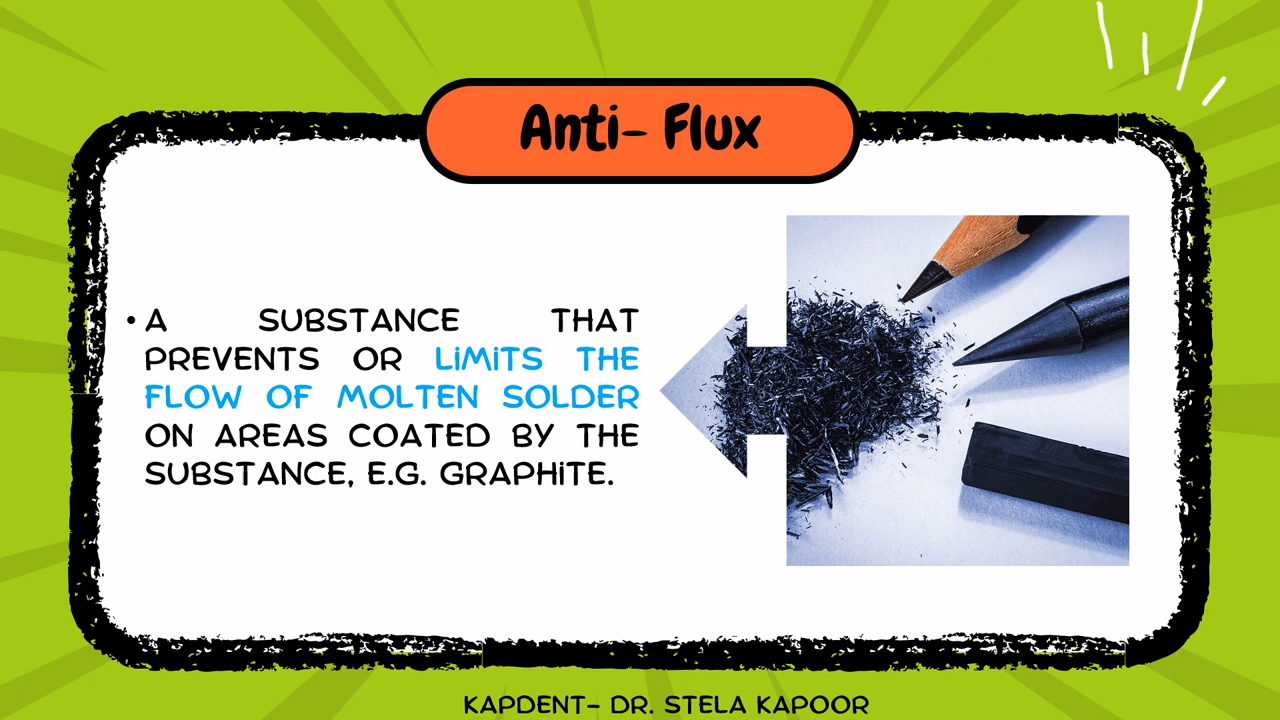 Anti- Flux
• A SUBSTANCE THAT
PREVENTS OR LIMITS THE
FLOW OF MOLTEN SOLDER
ON AREAS COATED BY THE
SUBSTANCE, E.G. GRAPHITE.
KAPDENT- DR. STELA KAPOOR